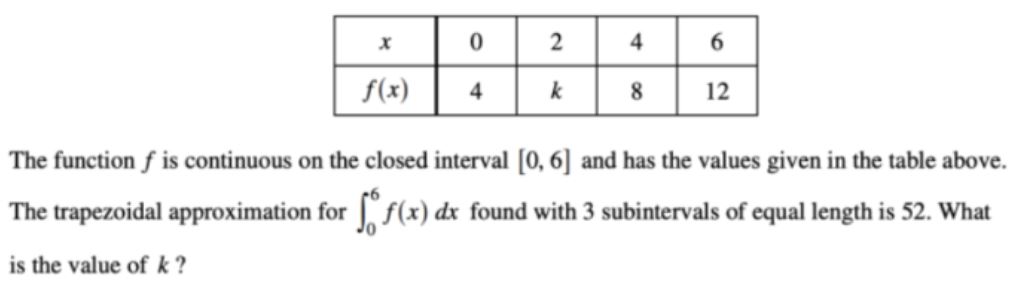 x 0 2 4 6
f(x) 4 k 8 12
The function f is continuous on the closed interval [0, 6] and has the values given in the table above.
The trapezoidal approximation for ∫₀⁶ f(x) dx found with 3 subintervals of equal length is 52. What
is the value of k ?